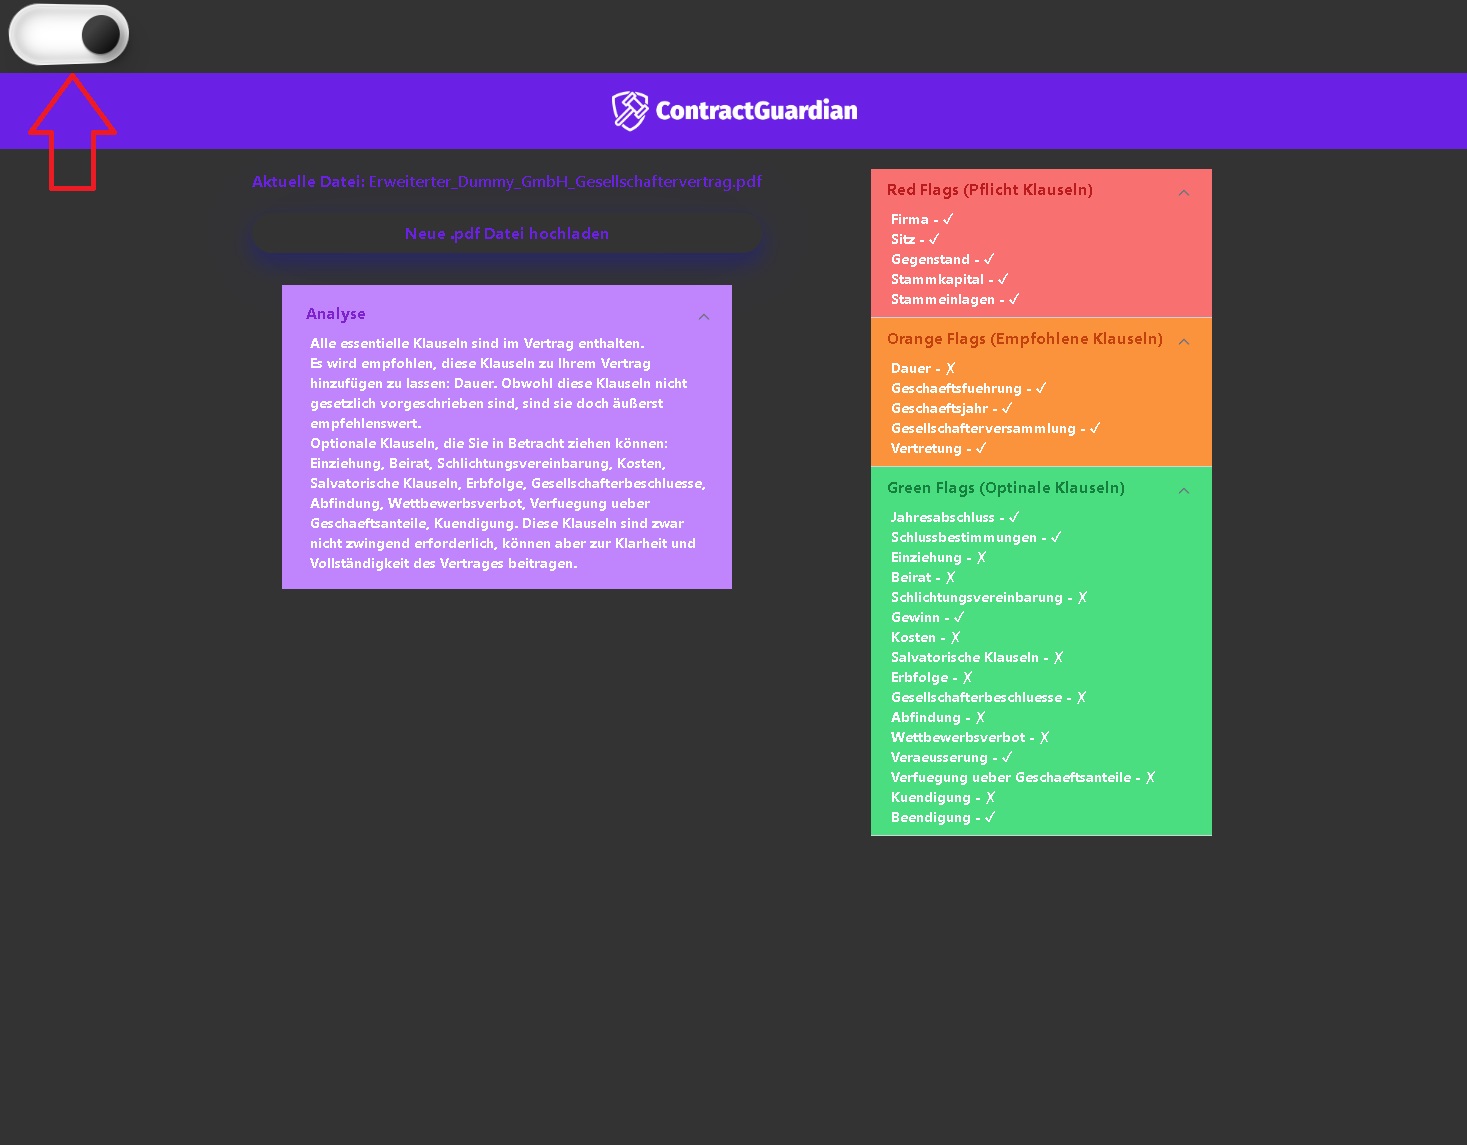 ContractGuardian
Aktuelle Datei: Erweiterter_Dummy_GmbH_Gesellschaftervertrag.pdf
Neue .pdf Datei hochladen
Analyse
Alle essentielle Klauseln sind im Vertrag enthalten.
Es wird empfohlen, diese Klauseln zu Ihrem Vertrag
hinzufügen zu lassen: Dauer. Obwohl diese Klauseln nicht
gesetzlich vorgeschrieben sind, sind sie doch äußerst
empfehlenswert.
Optionale Klauseln, die Sie in Betracht ziehen können:
Einziehung, Beirat, Schlichtungsvereinbarung, Kosten,
Salvatorische Klauseln, Erbfolge, Gesellschafterbeschluesse,
Abfindung, Wettbewerbsverbot, Verfuegung ueber
Geschaeftsanteile, Kuendigung. Diese Klauseln sind zwar
nicht zwingend erforderlich, können aber zur Klarheit und
Vollständigkeit des Vertrages beitragen.
Red Flags (Pflicht Klauseln)
Firma - ✓
Sitz - ✓
Gegenstand - ✓
Stammkapital - ✓
Stammeinlagen - ✓
Orange Flags (Empfohlene Klauseln)
Dauer - ✗
Geschaeftsfuehrung - ✓
Geschaeftsjahr - ✓
Gesellschafterversammlung - ✓
Vertretung - ✓
Green Flags (Optinale Klauseln)
Jahresabschluss - ✓
Schlussbestimmungen - ✓
Einziehung - ✗
Beirat - ✗
Schlichtungsvereinbarung - ✗
Gewinn - ✓
Kosten - ✗
Salvatorische Klauseln - ✗
Erbfolge - ✗
Gesellschafterbeschluesse - ✗
Abfindung - ✗
Wettbewerbsverbot - ✗
Veraeusserung - ✓
Verfuegung ueber Geschaeftsanteile - ✗
Kuendigung - ✗
Beendigung - ✓